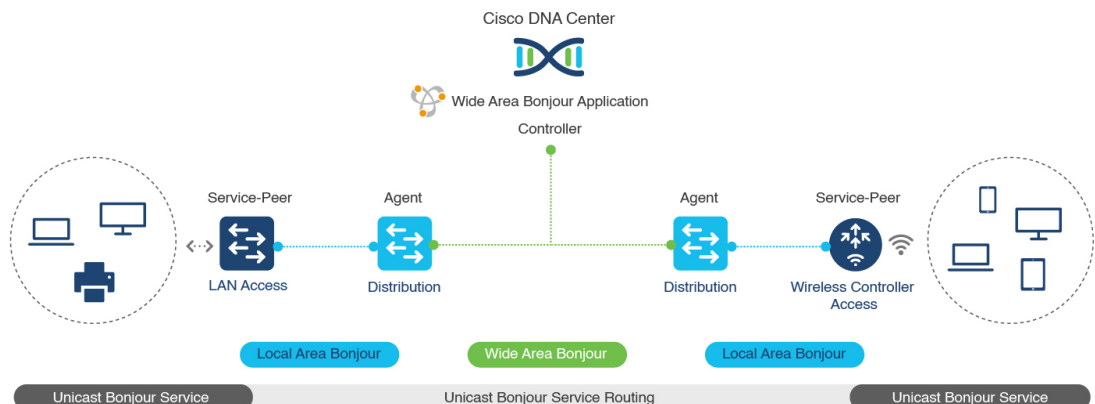 Cisco DNA Center
Wide Area Bonjour Application
Controller
Service-Peer
Agent
Agent
Service-Peer
LAN Access
Distribution
Distribution
Wireless Controller
Access
Local Area Bonjour
Wide Area Bonjour
Local Area Bonjour
Unicast Bonjour Service
Unicast Bonjour Service Routing
Unicast Bonjour Service